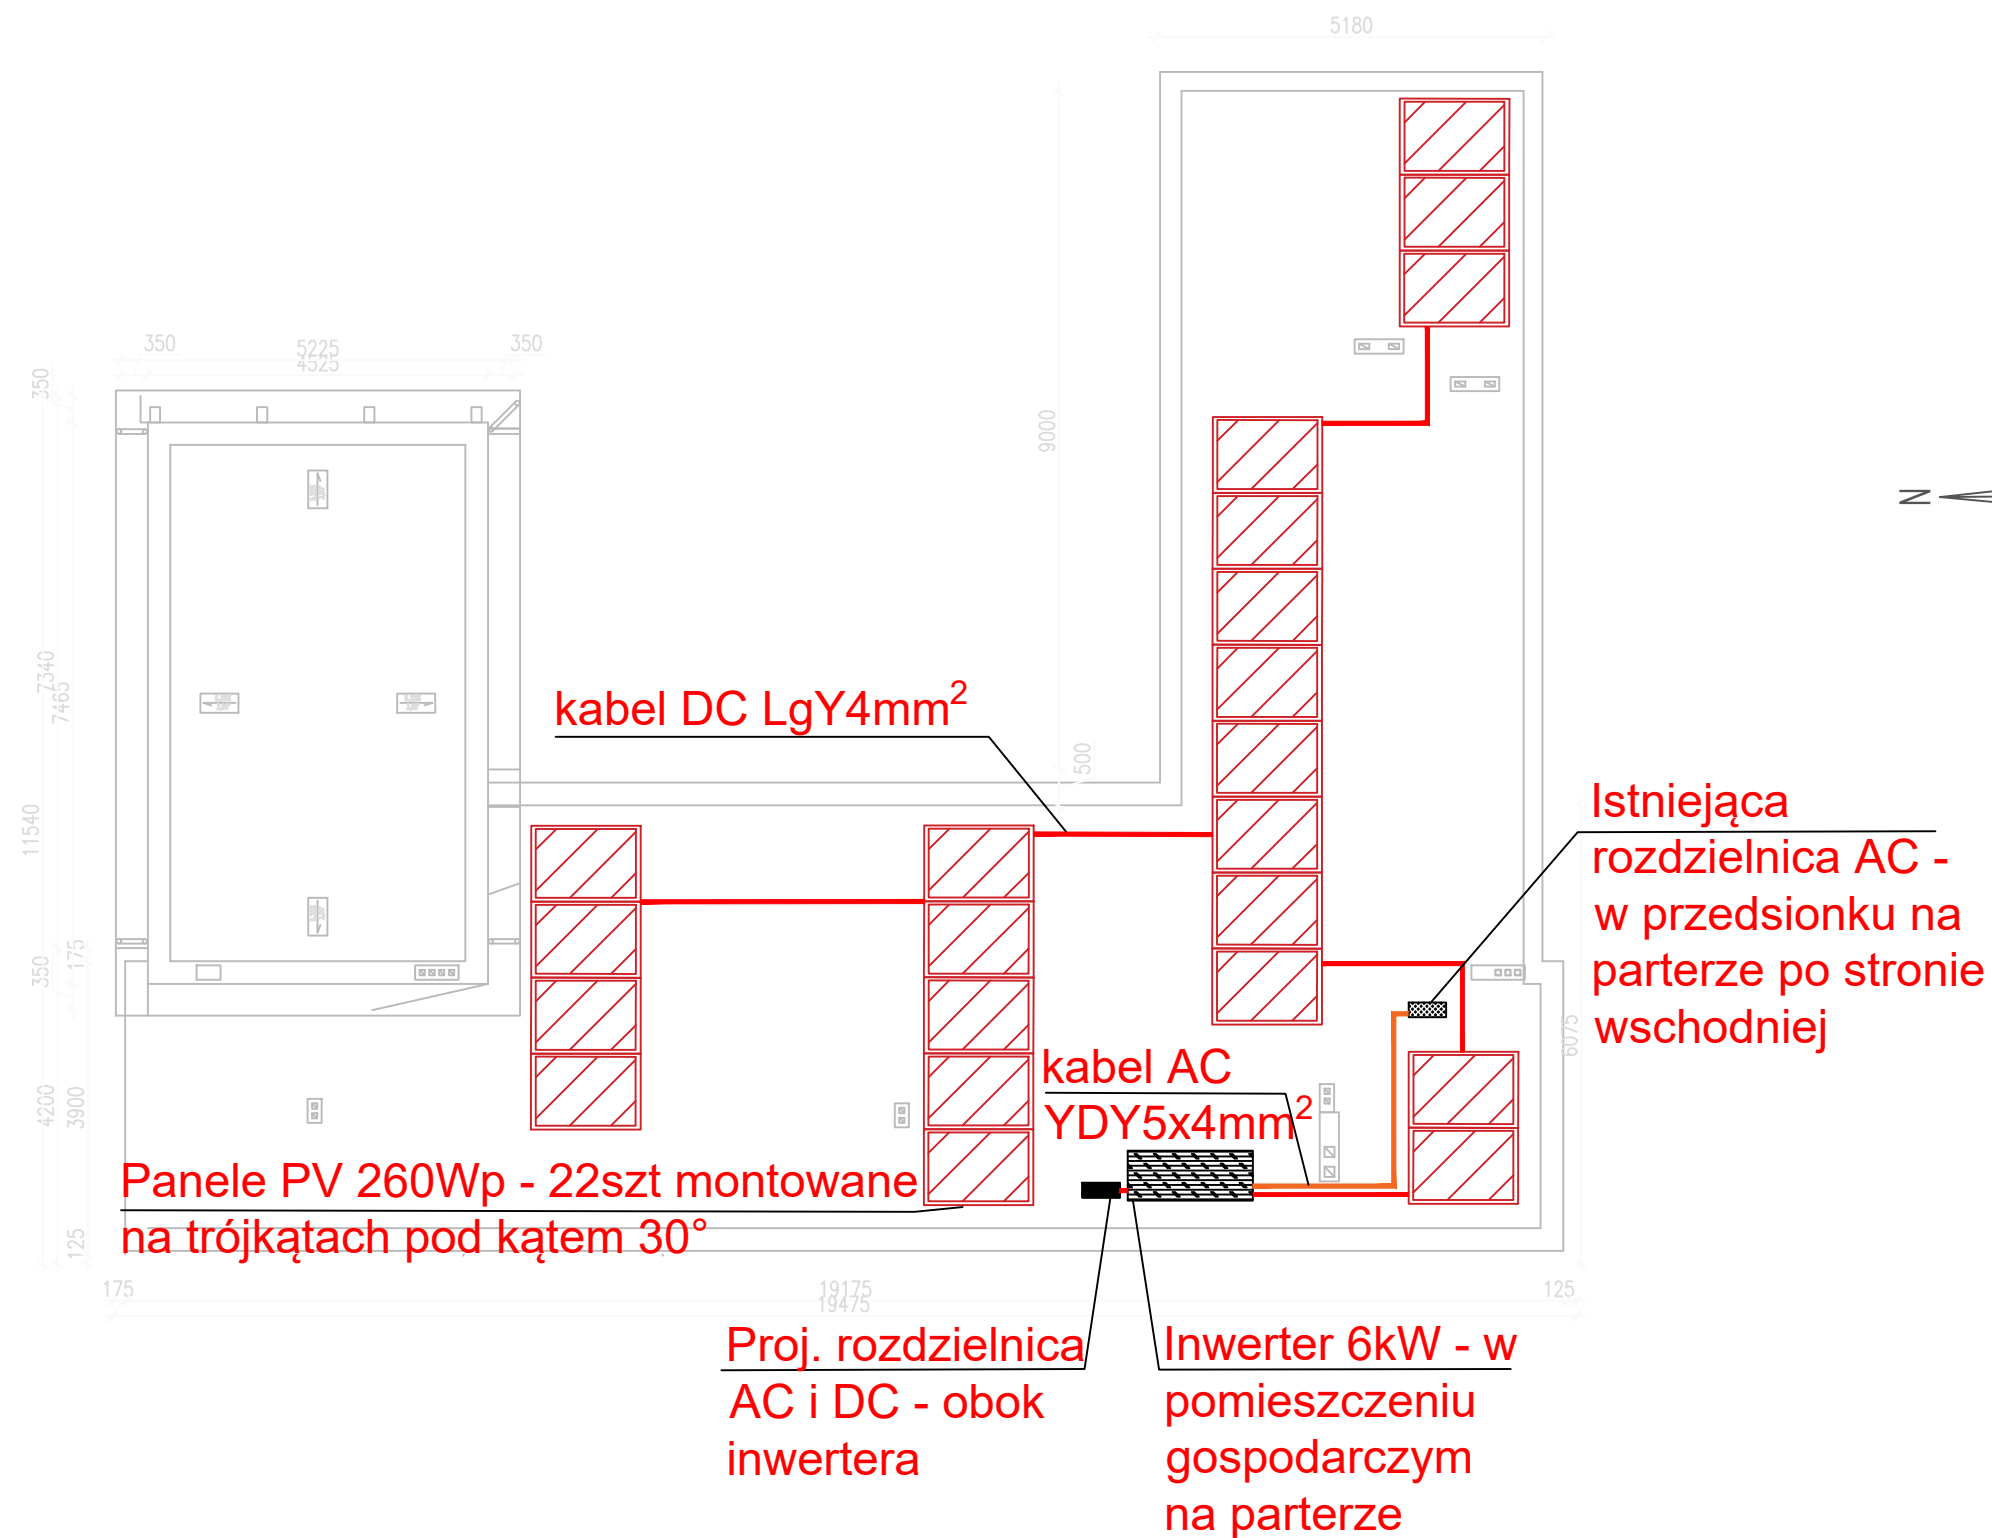 5180
350
5225
350
4525
350
9000
N
7340
7465
kabel DC LgY4mm²
500
Istniejąca
rozdzielnica AC -
w przedsionku na
parterze po stronie
wschodniej
11540
350
175
6075
kabel AC
YDY5x4mm²
4200
3900
Panele PV 260Wp - 22szt montowane
na trójkątach pod kątem 30°
125
175
19175
19475
125
Proj. rozdzielnica
AC i DC - obok
inwertera
Inwerter 6kW - w
pomieszczeniu
gospodarczym
na parterze